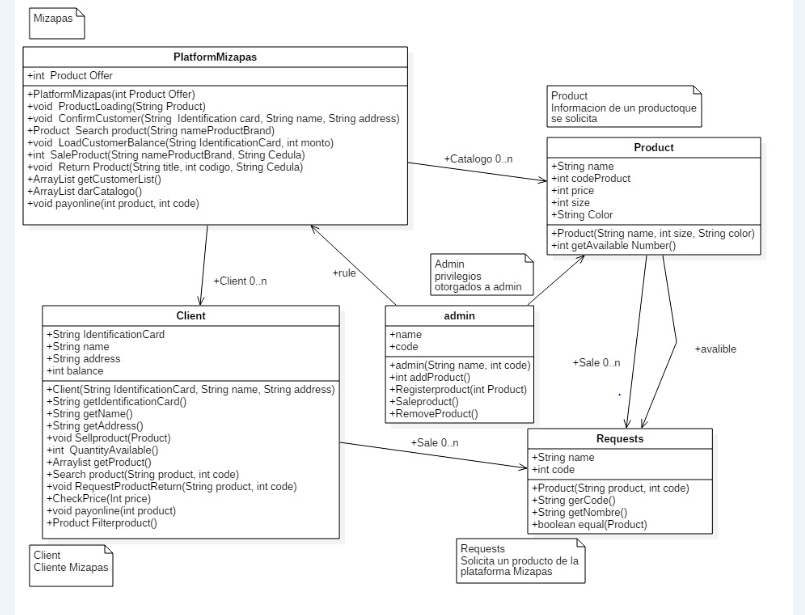 Mizapas
PlatformMizapas
+int Product Offer
+PlatformMizapas(int Product Offer)
+void ProductLoading(String Product)
+void ConfirmCustomer(String Identification card, String name, String address)
+Product Search product(String nameProductBrand)
+void LoadCustomerBalance(String IdentificationCard, int monto)
+int SaleProduct(String nameProductBrand, String Cedula)
+void Return Product(String title, int codigo, String Cedula)
+ArrayList getCustomerList()
+ArrayList darCatalogo()
+void payonline(int product, int code)
Product
Informacion de un productoque
se solicita
+Catalogo 0..n
Product
+String name
+int codeProduct
+int price
+int size
+String Color
+Product(String name, int size, String color)
+int getAvailable Number()
+Client 0..n
+rule
Admin
privilegios
otorgados a admin
Client
+String IdentificationCard
+String name
+String address
+int balance
+Client(String IdentificationCard, String name, String address)
+String getIdentificationCard()
+String getName()
+String getAddress()
+void Sellproduct(Product)
+int QuantityAvailable()
+Arraylist getProduct()
+Search product(String product, int code)
+void RequestProductReturn(String product, int code)
+CheckPrice(Int price)
+void payonline(int product)
+Product Filterproduct()
admin
+name
+code
+admin(String name, int code)
+int addProduct()
+Registerproduct(int Product)
+Saleproduct()
+RemoveProduct()
+Sale 0..n
+avalible
+Sale 0..n
Requests
+String name
+int code
+Product(String product, int code)
+String gerCode()
+String getNombre()
+boolean equal(Product)
Client
Cliente Mizapas
Requests
Solicita un producto de la
plataforma Mizapas